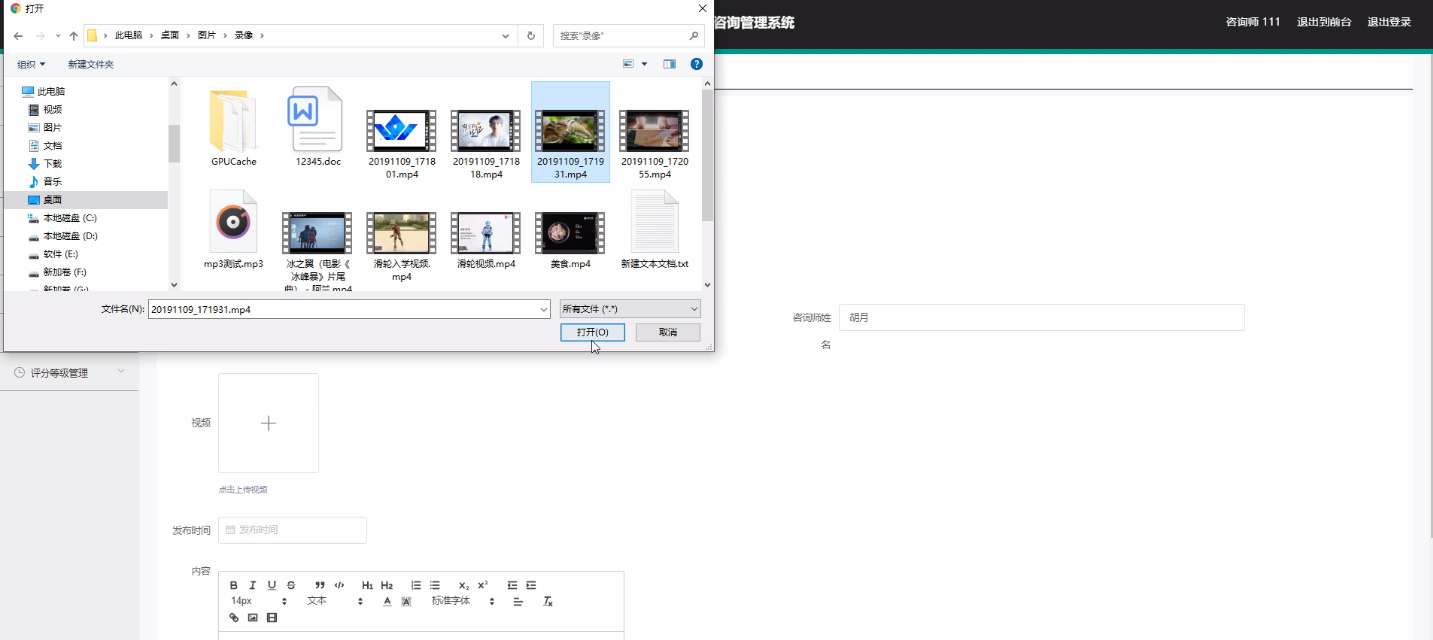 打开
咨询管理系统
咨询师 111
退出到前台
退出登录
此电脑 › 桌面 › 图片 › 录像 ›
搜索"录像"
组织
新建文件夹
此电脑
视频
图片
文档
下载
音乐
桌面
本地磁盘 (C:)
本地磁盘 (D:)
软件 (E:)
新加卷 (F:)
新加卷 (G:)
GPUCache
12345.doc
20191109_171801.mp4
20191109_171818.mp4
20191109_171931.mp4
20191109_172055.mp4
mp3测试.mp3
冰之翼（电影《冰峰暴》片尾曲） - 阿兰.mp4
滑轮入学视频.mp4
滑轮视频.mp4
美食.mp4
新建文本文档.txt
文件名(N):
20191109_171931.mp4
所有文件 (*.*)
打开(O)
取消
咨询师姓名
胡月
评分等级管理
视频
点击上传视频
发布时间
发布时间
内容
B I U S H1 H2 X2 X2
14px 文本 A A 标准字体 Tx